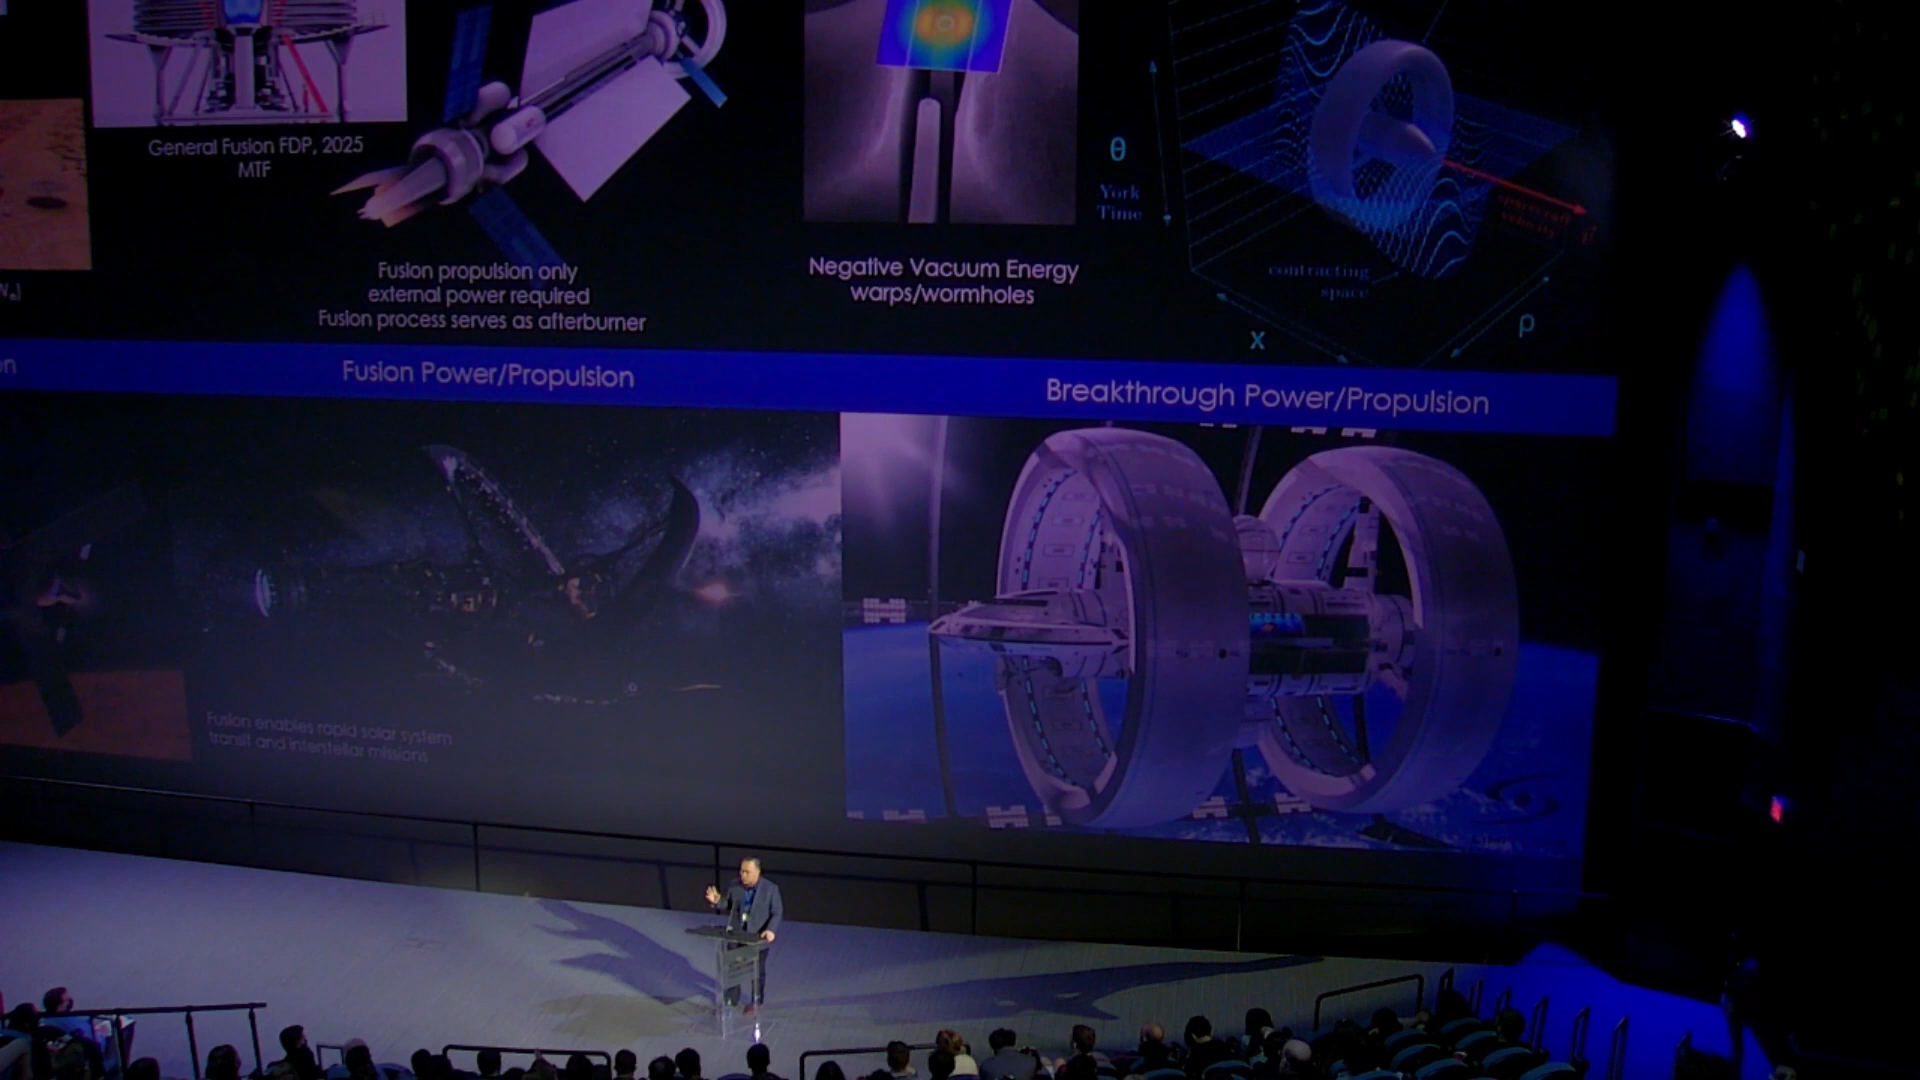 General Fusion FDP, 2025
MTF
Fusion propulsion only
external power required
Fusion process serves as afterburner
Negative Vacuum Energy
warps/wormholes
θ
York
Time
spacecraft
velocity
contracting
space
x
ρ
Fusion Power/Propulsion
Breakthrough Power/Propulsion
Fusion enables rapid solar system
transit and interstellar missions